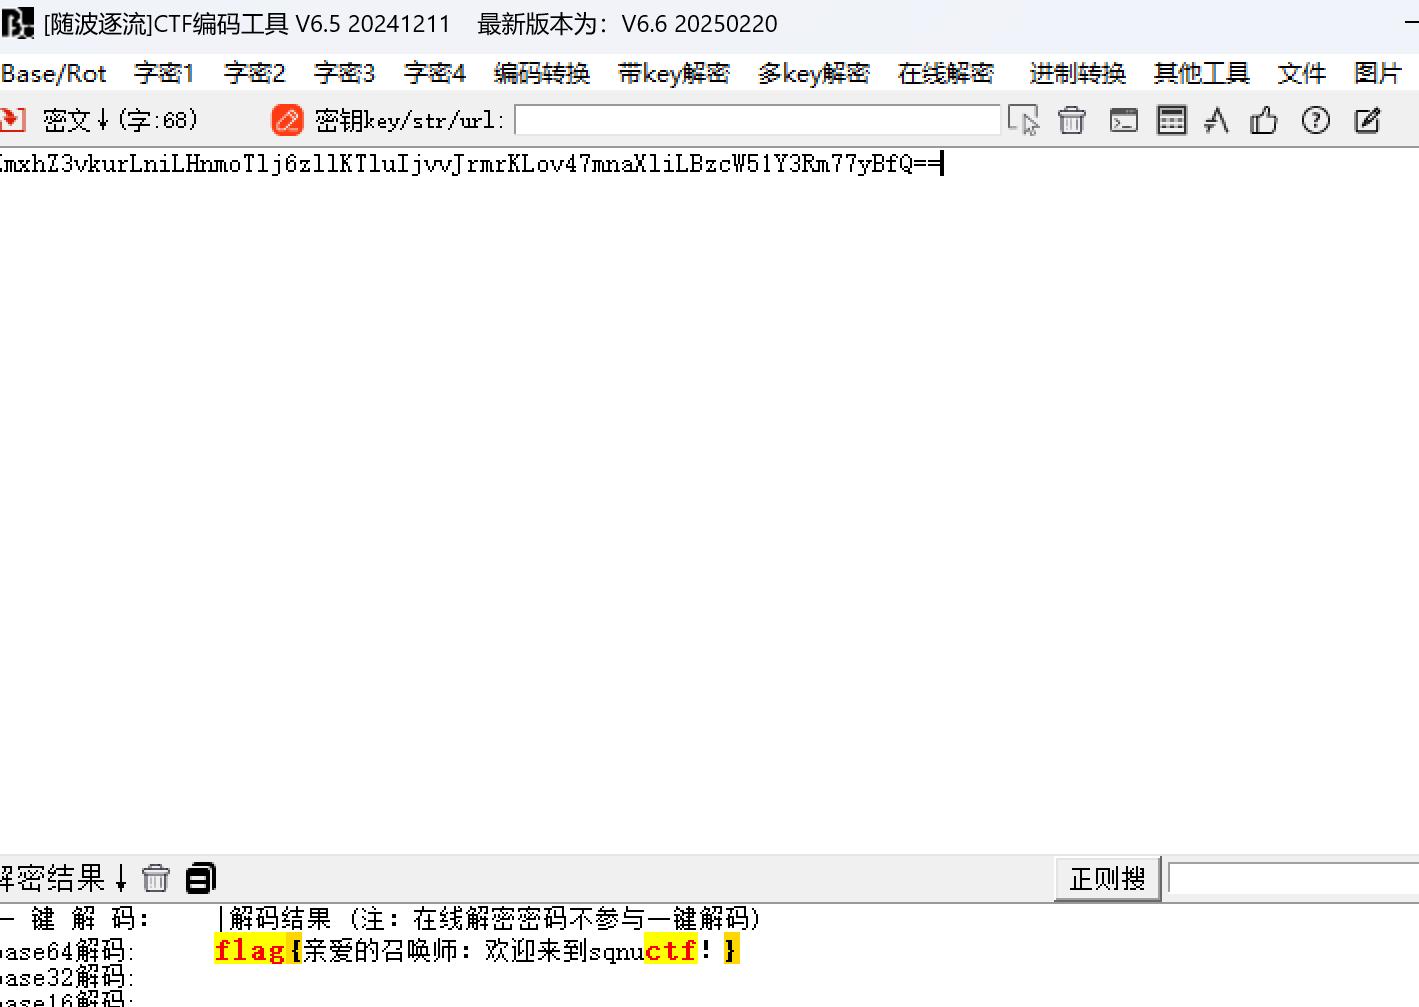 [随波逐流]CTF编码工具 V6.5 20241211 最新版本为：V6.6 20250220
Base/Rot 字密1 字密2 字密3 字密4 编码转换 带key解密 多key解密 在线解密 进制转换 其他工具 文件 图片
密文↓(字:68) 密钥key/str/url:
ZmxhZ3vkurLniLHnmoTlj6zllKTluIjvvJrmrKLov47mnaXliLBzcW51Y3Rm77yBfQ==
解密结果↓ 正则搜
一 键 解 码： |解码结果 (注：在线解密密码不参与一键解码)
base64解码: flag{亲爱的召唤师：欢迎来到sqnuctf！}
base32解码:
base16解码: